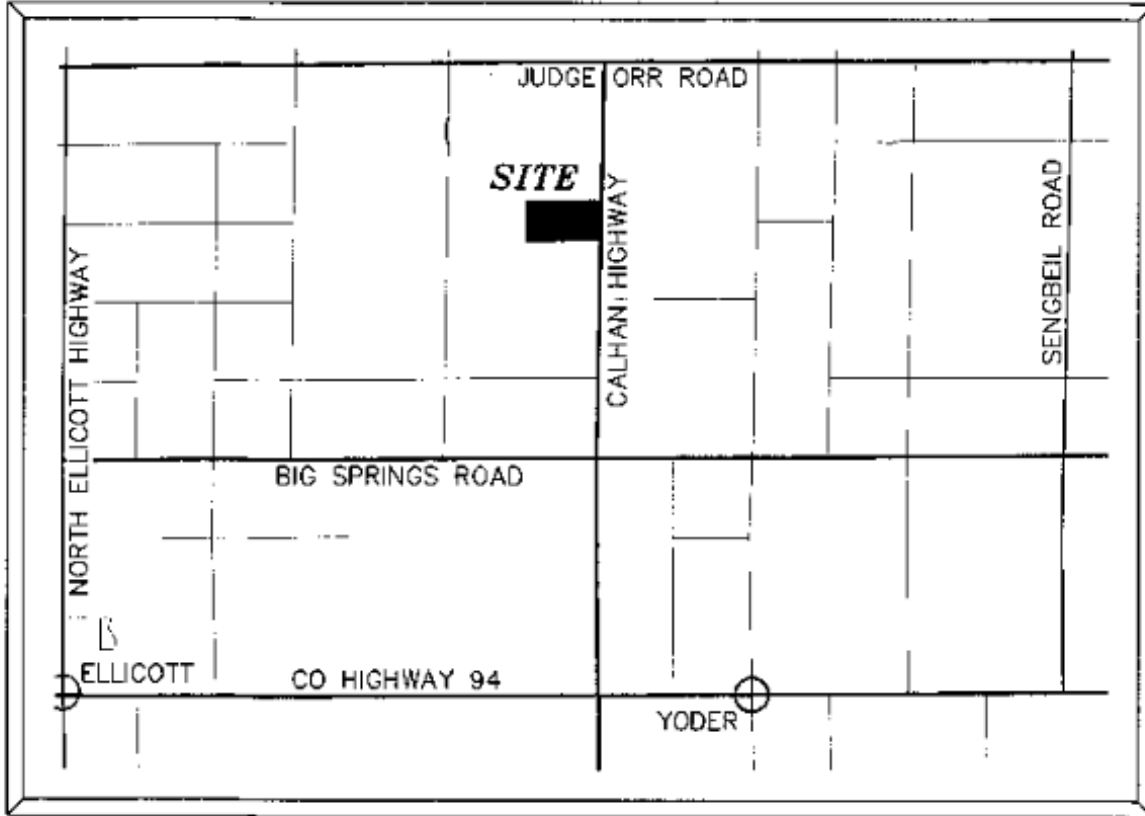 JUDGE ORR ROAD
SITE
CALHAN HIGHWAY
SENGBEIL ROAD
NORTH ELLICOTT HIGHWAY
BIG SPRINGS ROAD
ELLICOTT
CO HIGHWAY 94
YODER